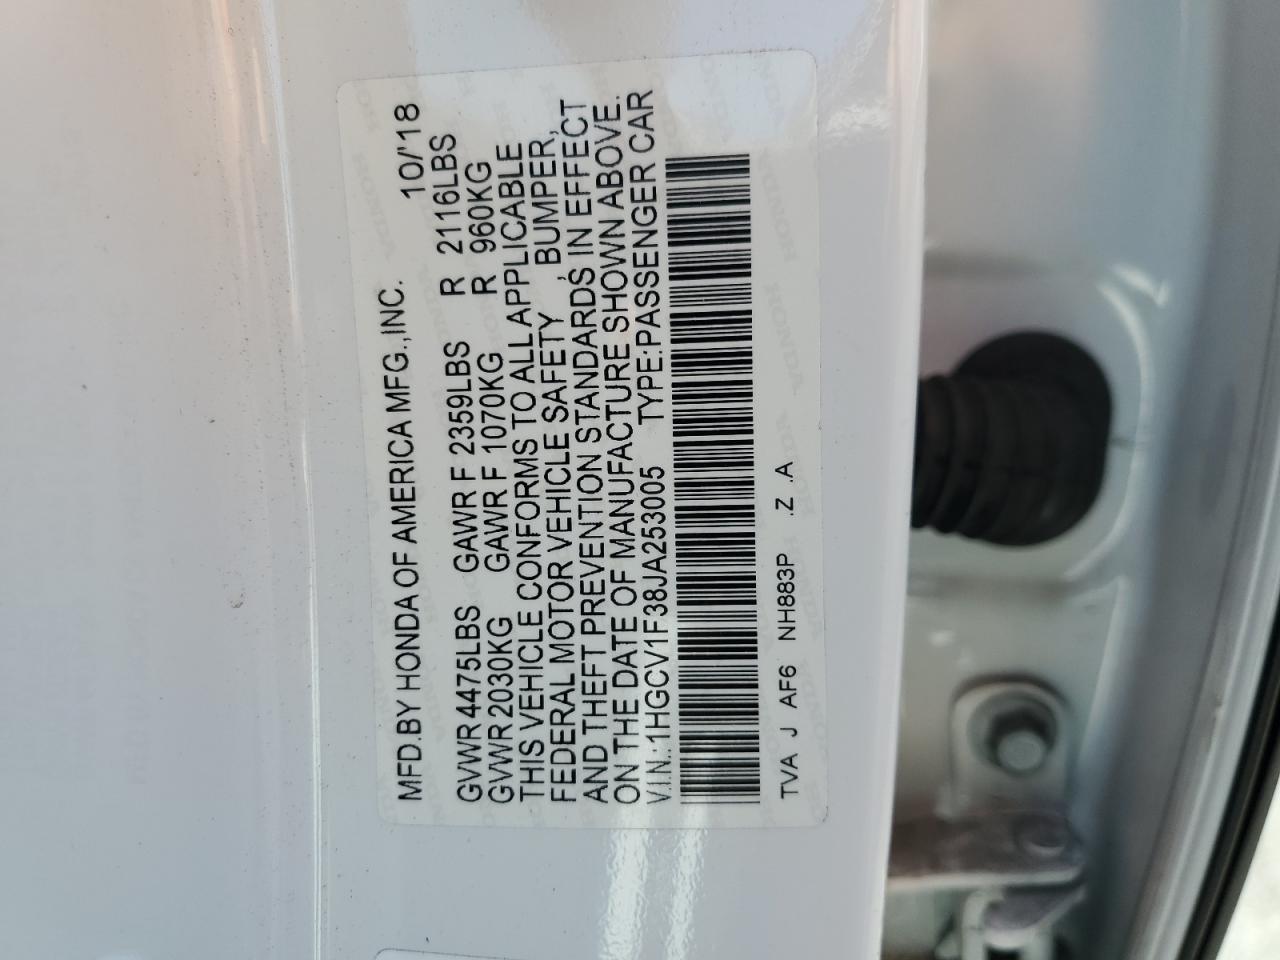 MFD.BY HONDA OF AMERICA MFG.,INC. 10/'18
GVWR 4475LBS GAWR F 2359LBS R 2116LBS
GVWR 2030KG GAWR F 1070KG R 960KG
THIS VEHICLE CONFORMS TO ALL APPLICABLE
FEDERAL MOTOR VEHICLE SAFETY , BUMPER,
AND THEFT PREVENTION STANDARDS IN EFFECT
ON THE DATE OF MANUFACTURE SHOWN ABOVE.
V.I.N.:1HGCV1F38JA253005 TYPE:PASSENGER CAR
TVA J AF6 NH883P .Z .A